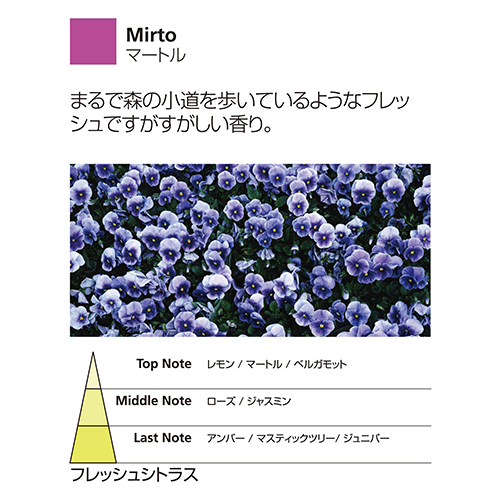 Mirto
マートル
まるで森の小道を歩いているようなフレッ
シュですがすがしい香り。
Top Note レモン / マートル / ベルガモット
Middle Note ローズ / ジャスミン
Last Note アンバー / マスティックツリー/ ジュニパー
フレッシュシトラス